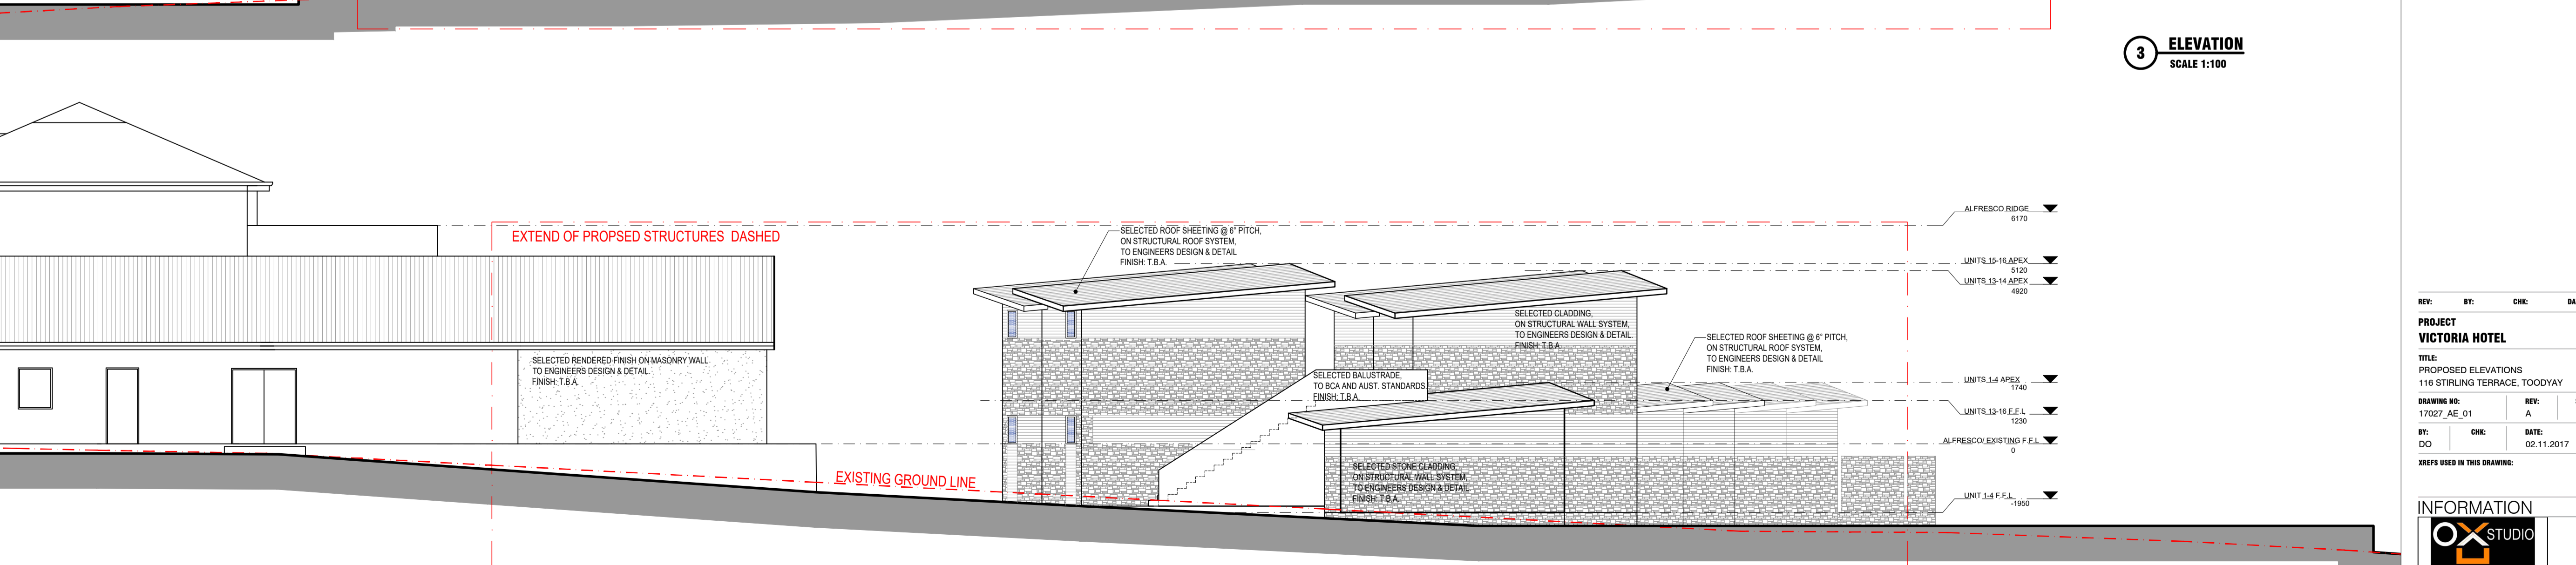 3 ELEVATION
SCALE 1:100
EXTEND OF PROPSED STRUCTURES DASHED
SELECTED ROOF SHEETING @ 6° PITCH,
ON STRUCTURAL ROOF SYSTEM,
TO ENGINEERS DESIGN & DETAIL
FINISH: T.B.A.
SELECTED RENDERED FINISH ON MASONRY WALL
TO ENGINEERS DESIGN & DETAIL.
FINISH: T.B.A.
SELECTED CLADDING,
ON STRUCTURAL WALL SYSTEM,
TO ENGINEERS DESIGN & DETAIL.
FINISH: T.B.A.
SELECTED ROOF SHEETING @ 6° PITCH,
ON STRUCTURAL ROOF SYSTEM,
TO ENGINEERS DESIGN & DETAIL
FINISH: T.B.A.
SELECTED BALUSTRADE,
TO BCA AND AUST. STANDARDS.
FINISH: T.B.A.
SELECTED STONE CLADDING,
ON STRUCTURAL WALL SYSTEM,
TO ENGINEERS DESIGN & DETAIL
FINISH: T.B.A.
EXISTING GROUND LINE
ALFRESCO RIDGE
6170
UNITS 15-16 APEX
5120
UNITS 13-14 APEX
4920
UNITS 1-4 APEX
1740
UNITS 13-16 F.F.L
1230
ALFRESCO/ EXISTING F.F.L
0
UNIT 1-4 F.F.L
-1950
REV: BY: CHK: DA
PROJECT
VICTORIA HOTEL
TITLE:
PROPOSED ELEVATIONS
116 STIRLING TERRACE, TOODYAY
DRAWING NO: REV:
17027_AE_01 A
BY: CHK: DATE:
DO 02.11.2017
XREFS USED IN THIS DRAWING:
INFORMATION
OX STUDIO